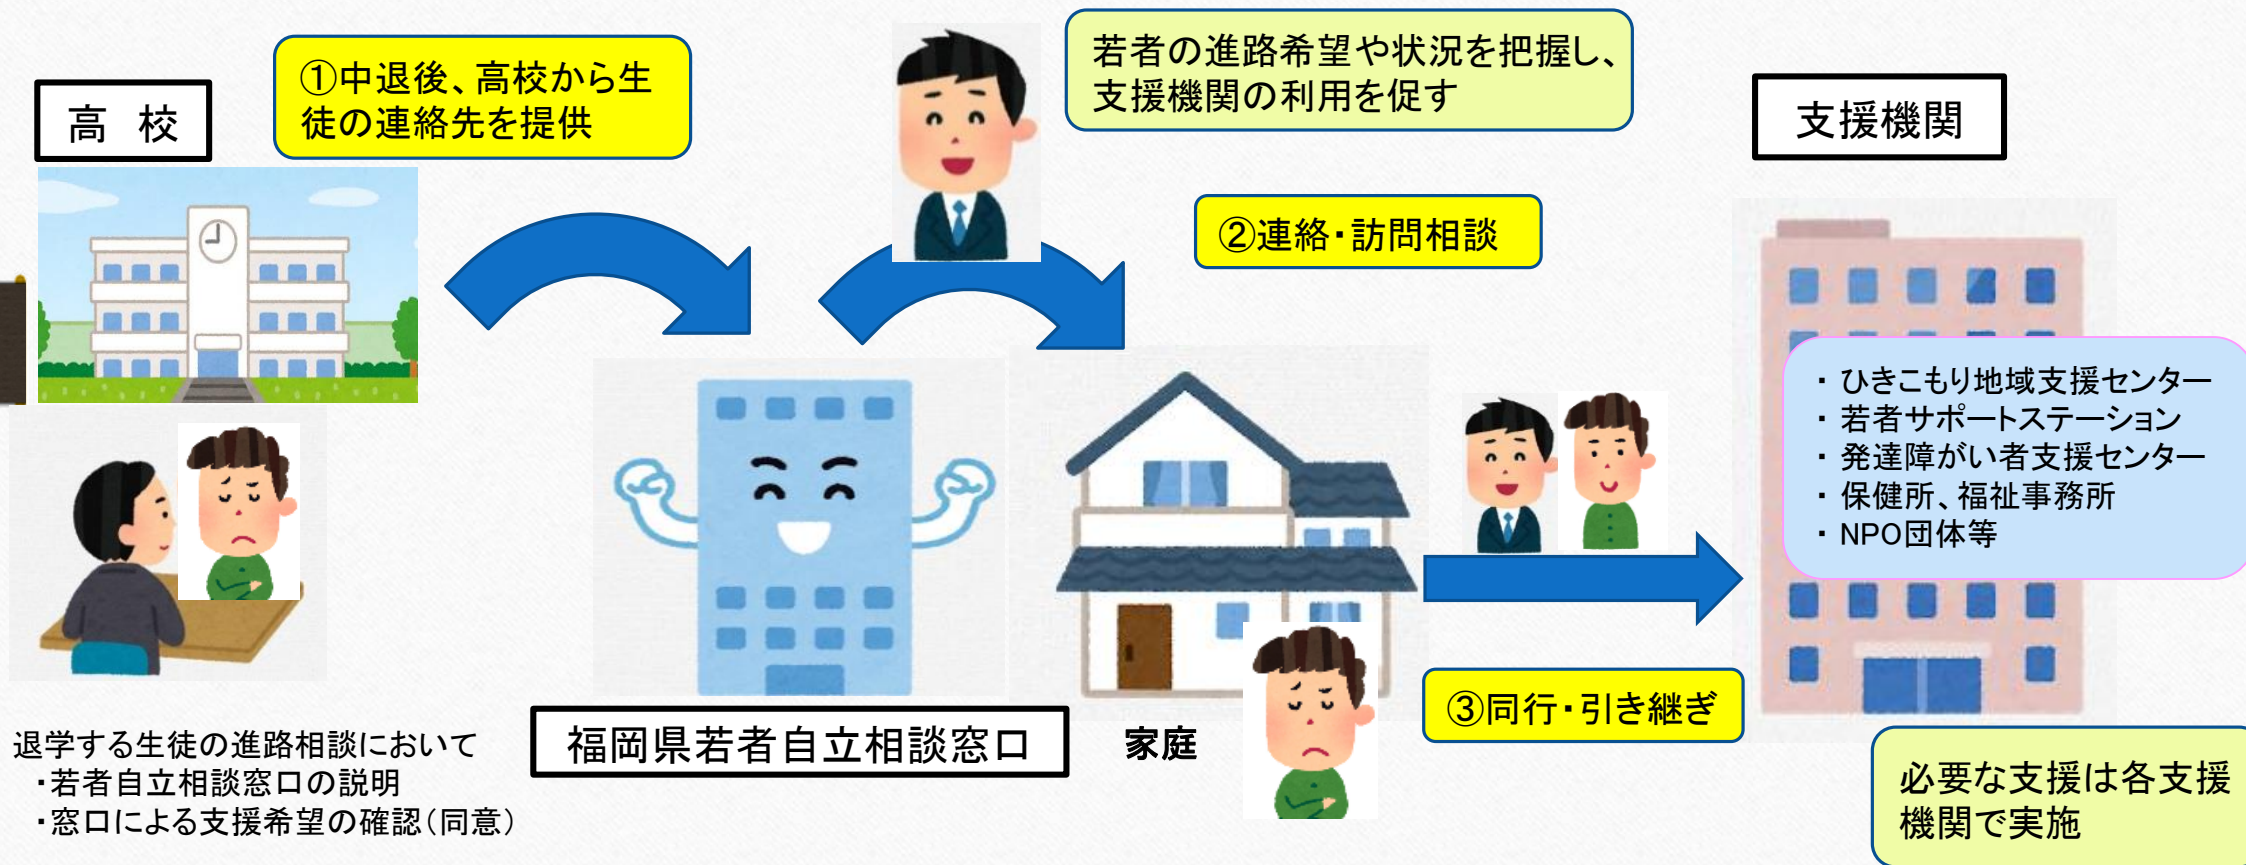 高 校
①中退後、高校から生
徒の連絡先を提供
若者の進路希望や状況を把握し、
支援機関の利用を促す
支援機関
②連絡・訪問相談
・ ひきこもり地域支援センター
・ 若者サポートステーション
・ 発達障がい者支援センター
・ 保健所、福祉事務所
・ NPO団体等
③同行・引き継ぎ
福岡県若者自立相談窓口
家庭
退学する生徒の進路相談において
・若者自立相談窓口の説明
・窓口による支援希望の確認(同意)
必要な支援は各支援
機関で実施